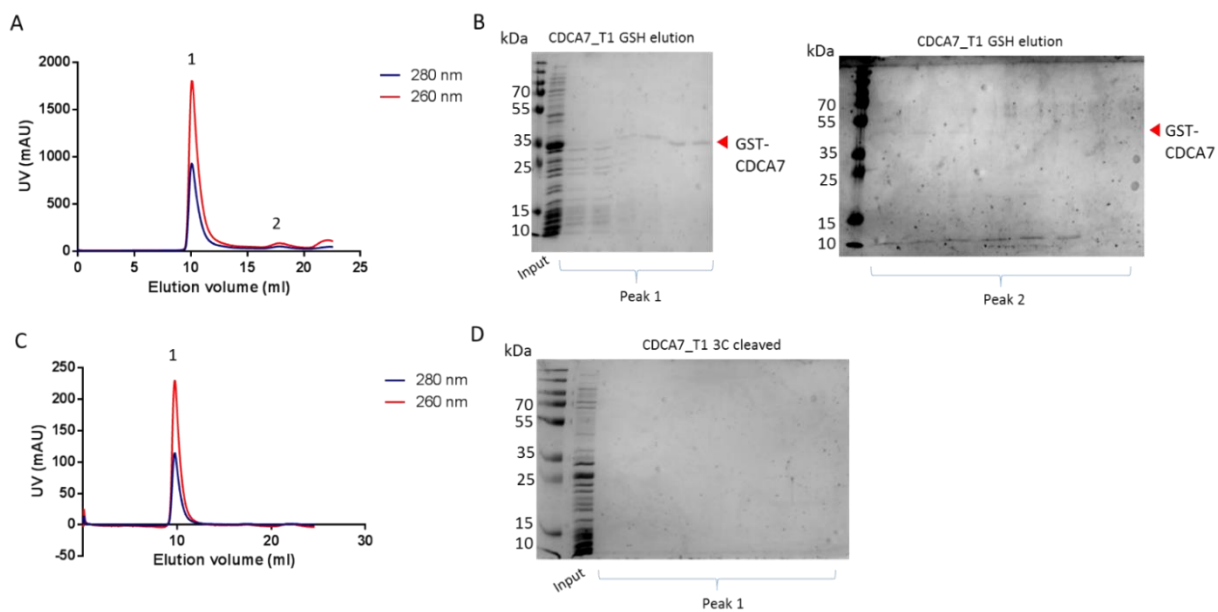 A
1
2
2000
1500
1000
500
0
0 5 10 15 20 25
UV (mAU)
Elution volume (ml)
280 nm
260 nm
B
kDa
CDCA7_T1 GSH elution
70
55
35
25
15
10
GST-
CDCA7
Input
Peak 1
kDa
CDCA7_T1 GSH elution
70
55
35
25
15
10
GST-
CDCA7
Peak 2
C
1
250
200
150
100
50
0
-50
10 20 30
UV (mAU)
Elution volume (ml)
280 nm
260 nm
D
kDa
CDCA7_T1 3C cleaved
70
55
35
25
15
10
Input
Peak 1